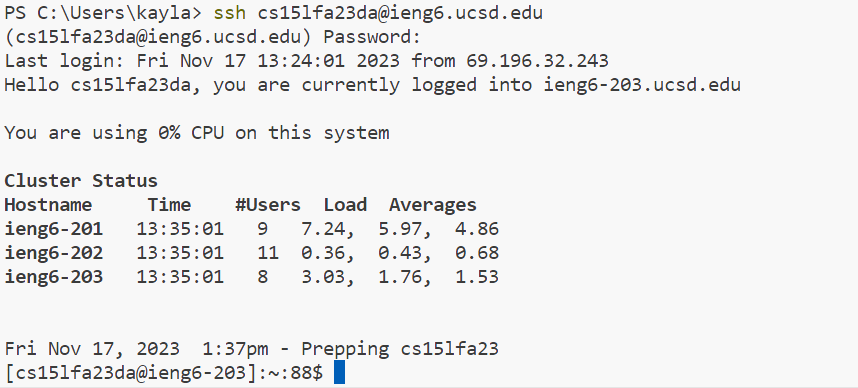 PS C:\Users\kayla> ssh cs15lfa23da@ieng6.ucsd.edu
(cs15lfa23da@ieng6.ucsd.edu) Password:
Last login: Fri Nov 17 13:24:01 2023 from 69.196.32.243
Hello cs15lfa23da, you are currently logged into ieng6-203.ucsd.edu
You are using 0% CPU on this system
Cluster Status
Hostname     Time    #Users  Load  Averages
ieng6-201   13:35:01   9   7.24,  5.97,  4.86
ieng6-202   13:35:01   11  0.36,  0.43,  0.68
ieng6-203   13:35:01   8   3.03,  1.76,  1.53
Fri Nov 17, 2023  1:37pm - Prepping cs15lfa23
[cs15lfa23da@ieng6-203]:~:88$